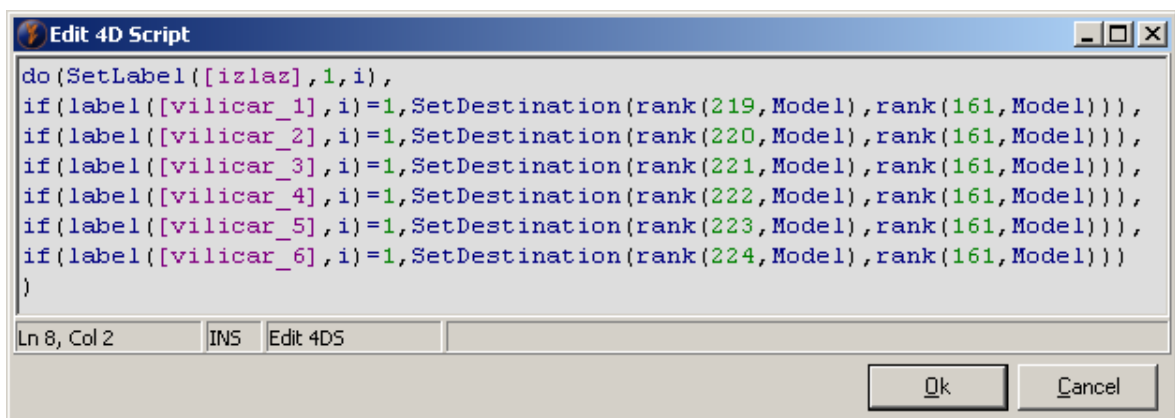 Edit 4D Script
do(SetLabel([izlaz],1,i),
if(label([vilicar_1],i)=1,SetDestination(rank(219,Model),rank(161,Model))),
if(label([vilicar_2],i)=1,SetDestination(rank(220,Model),rank(161,Model))),
if(label([vilicar_3],i)=1,SetDestination(rank(221,Model),rank(161,Model))),
if(label([vilicar_4],i)=1,SetDestination(rank(222,Model),rank(161,Model))),
if(label([vilicar_5],i)=1,SetDestination(rank(223,Model),rank(161,Model))),
if(label([vilicar_6],i)=1,SetDestination(rank(224,Model),rank(161,Model)))
)
Ln 8, Col 2 INS Edit 4DS
Ok Cancel